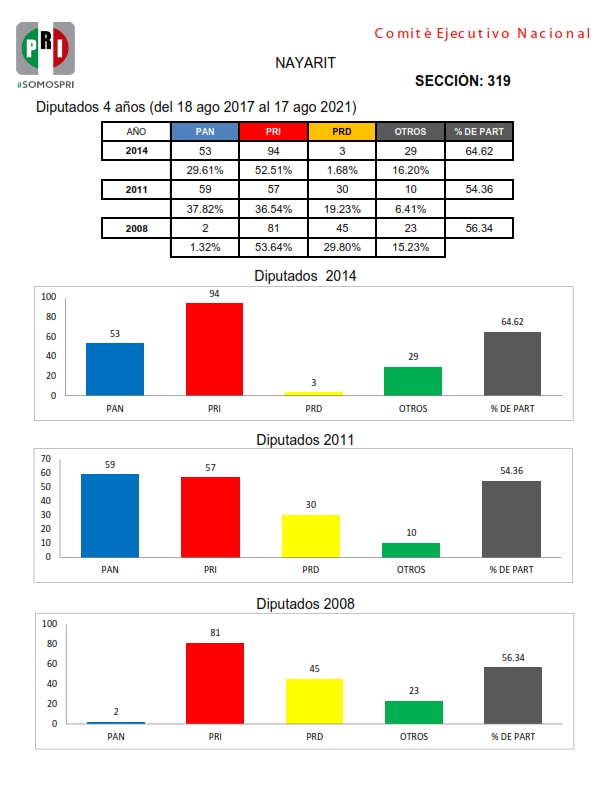 Comité Ejecutivo Nacional
PRI
#SOMOSPRI
NAYARIT
SECCIÓN: 319
Diputados 4 años (del 18 ago 2017 al 17 ago 2021)
AÑO PAN PRI PRD OTROS % DE PART
2014 53 94 3 29 64.62
29.61% 52.51% 1.68% 16.20%
2011 59 57 30 10 54.36
37.82% 36.54% 19.23% 6.41%
2008 2 81 45 23 56.34
1.32% 53.64% 29.80% 15.23%
Diputados 2014
100
80
60
40
20
0
53 94 3 29 64.62
PAN PRI PRD OTROS % DE PART
Diputados 2011
70
60
50
40
30
20
10
0
59 57 30 10 54.36
PAN PRI PRD OTROS % DE PART
Diputados 2008
100
80
60
40
20
0
2 81 45 23 56.34
PAN PRI PRD OTROS % DE PART